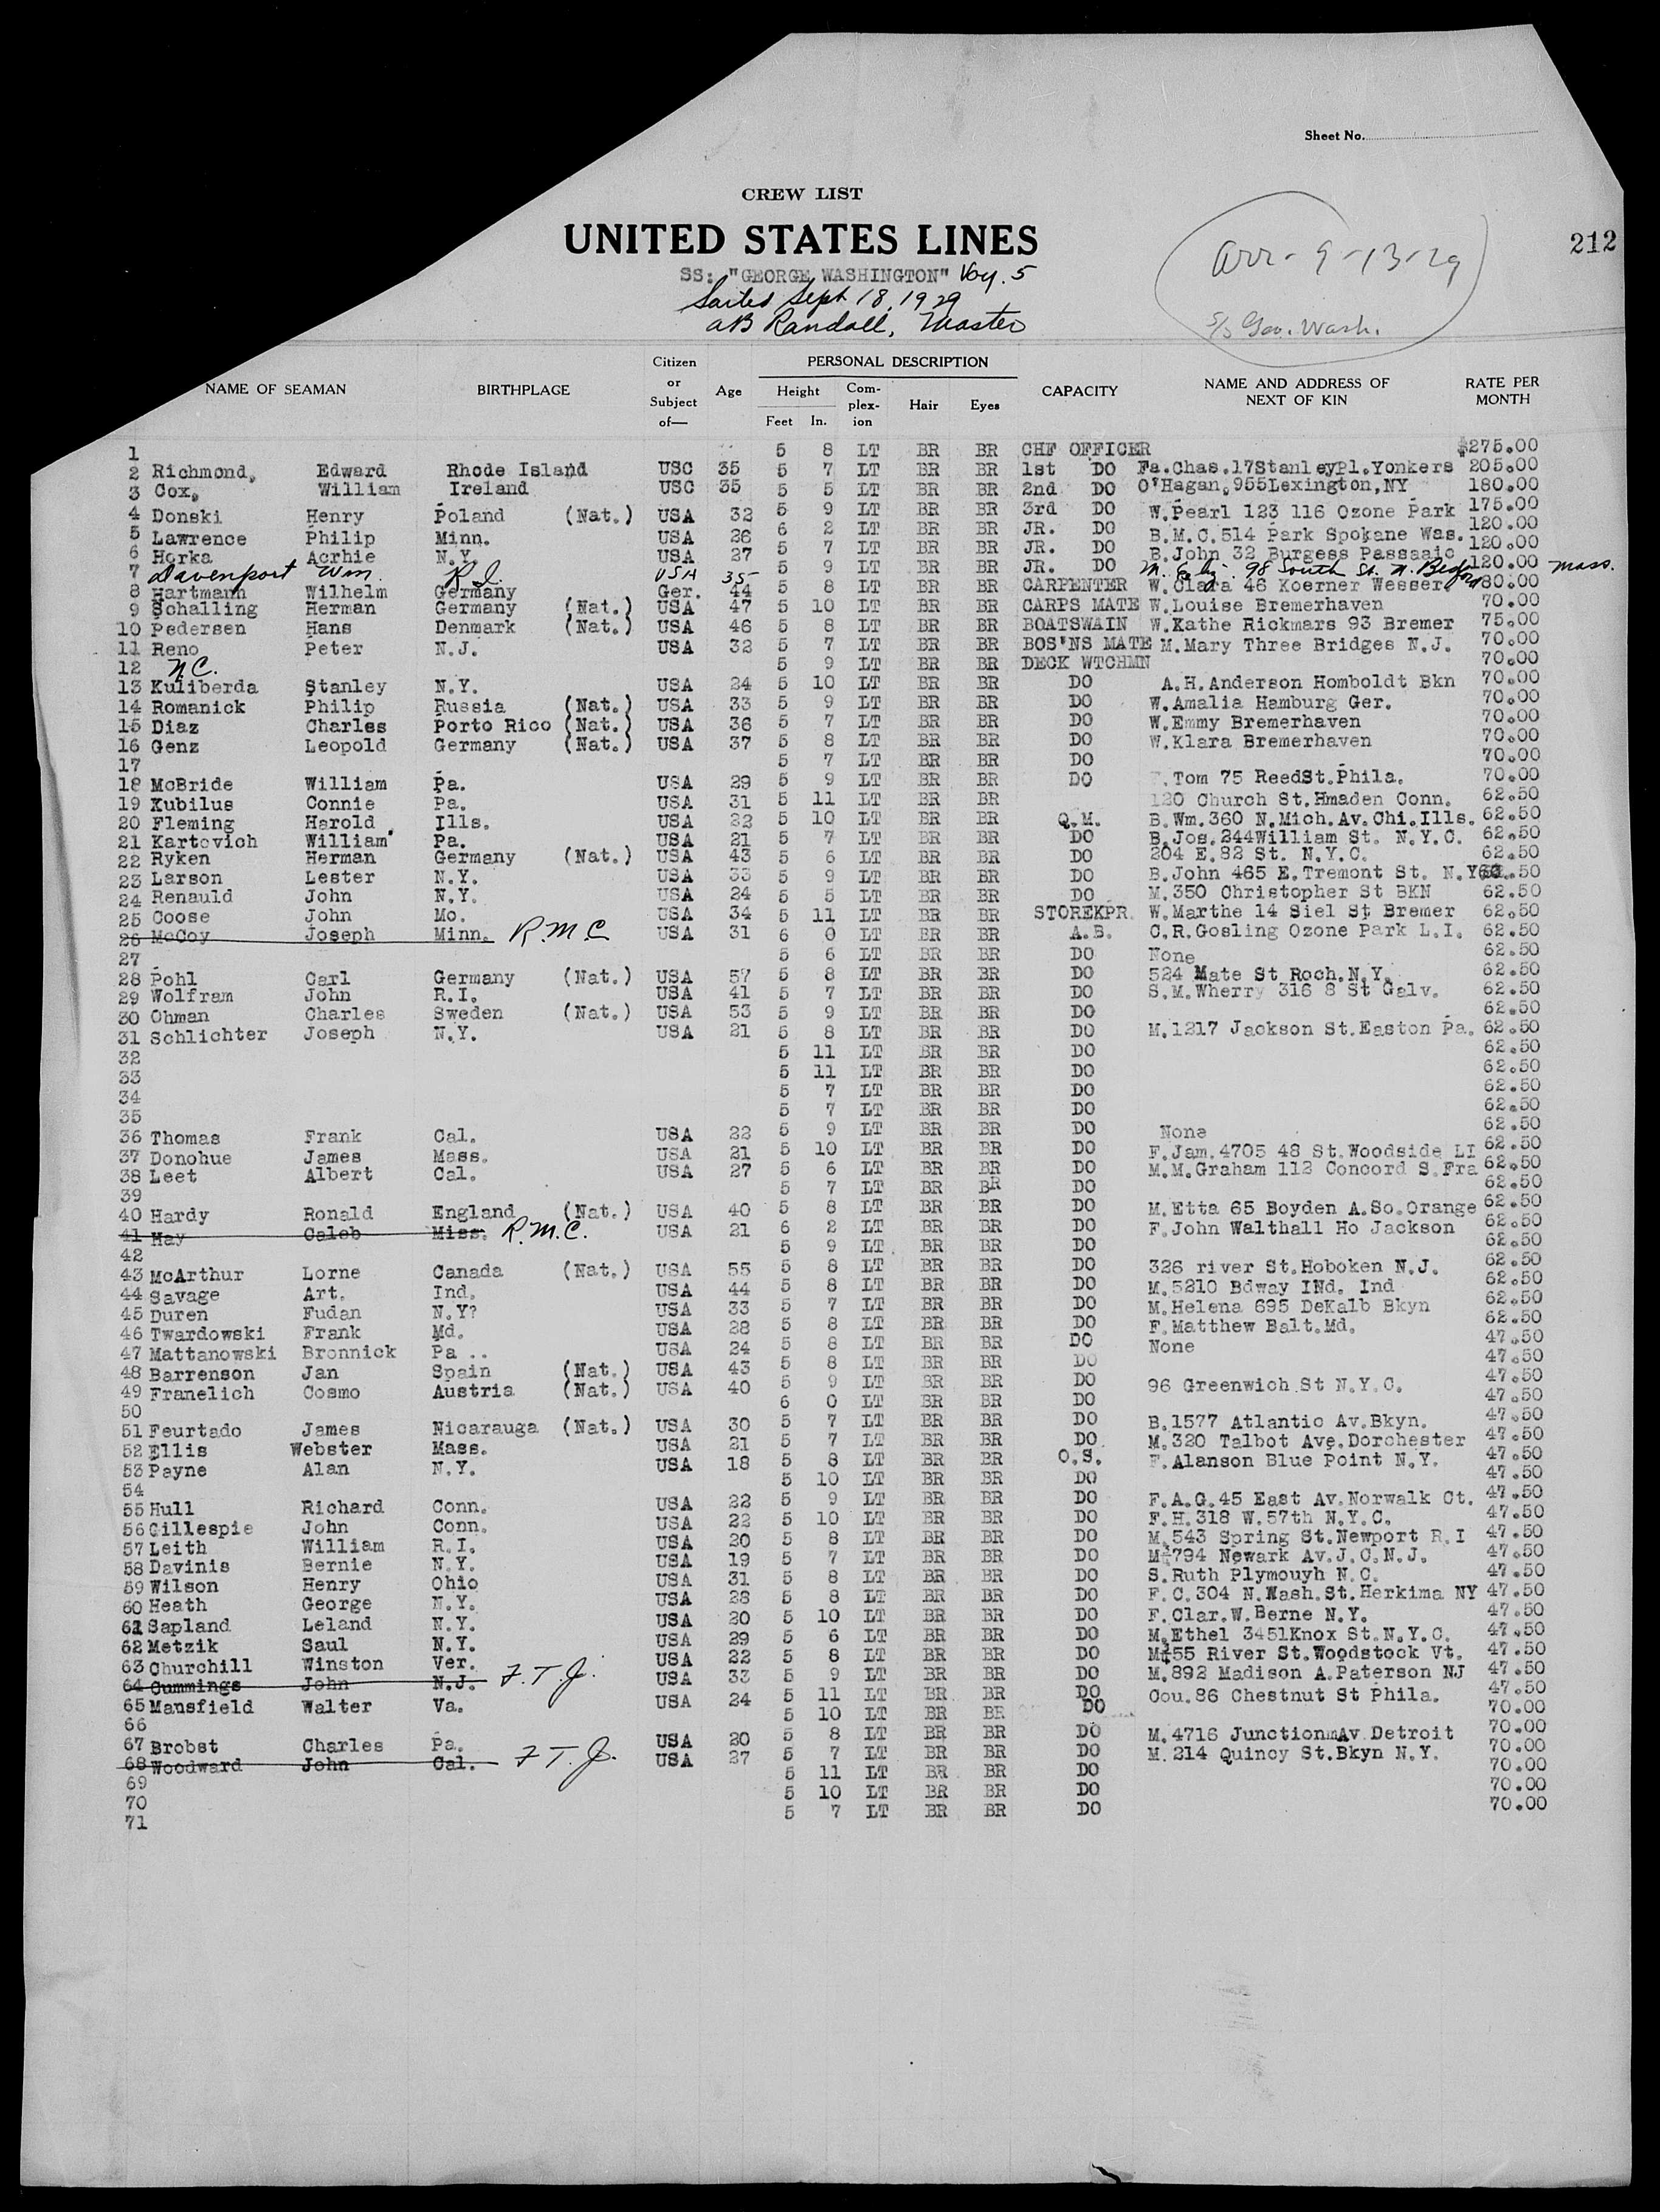 Sheet No.
CREW LIST
UNITED STATES LINES
212
SS: "GEORGE WASHINGTON" Voy. 5
Sailed Sept 18, 1929
AB Randall, Master
Arr- 9-13-29
S/S Geo. Wash.
NAME OF SEAMAN BIRTHPLAGE Citizen or Subject of— Age PERSONAL DESCRIPTION Height Feet In. Com-plex-ion Hair Eyes CAPACITY NAME AND ADDRESS OF NEXT OF KIN RATE PER MONTH
1 5 8 LT BR BR CHF OFFICER $275.00
2 Richmond, Edward Rhode Island USC 35 5 7 LT BR BR 1st DO Fa.Chas.17StanleyPl.Yonkers 205.00
3 Cox, William Ireland USC 35 5 5 LT BR BR 2nd DO O'Hagan,955Lexington,NY 180.00
4 Donski Henry Poland (Nat.) USA 32 5 9 LT BR BR 3rd DO W.Pearl 123 116 Ozone Park 175.00
5 Lawrence Philip Minn. USA 26 6 2 LT BR BR JR. DO B.M.C.514 Park Spokane Was. 120.00
6 Horka Acrhie N.Y. USA 27 5 7 LT BR BR JR. DO B.John 32 Burgess Passaaic 120.00
7 Davenport Wm. R.I. USA 35 5 9 LT BR BR JR. DO 98 South St. N. Bedford Mass. 120.00
8 Hartmann Wilhelm Germany Ger. 44 5 8 LT BR BR CARPENTER W.Clara 46 Koerner Wesser. 80.00
9 Schalling Herman Germany (Nat.) USA 47 5 10 LT BR BR CARPS MATE W.Louise Bremerhaven 70.00
10 Pedersen Hans Denmark (Nat.) USA 46 5 8 LT BR BR BOATSWAIN W.Kathe Rickmars 93 Bremer 75.00
11 Reno Peter N.J. USA 32 5 7 LT BR BR BOS'NS MATE M.Mary Three Bridges N.J. 70.00
12 N.C. 5 9 LT BR BR DECK WTCHMN 70.00
13 Kuliberda Stanley N.Y. USA 24 5 10 LT BR BR DO A.H.Anderson Homboldt Bkn 70.00
14 Romanick Philip Russia (Nat.) USA 33 5 9 LT BR BR DO W.Amalia Hamburg Ger. 70.00
15 Diaz Charles Porto Rico (Nat.) USA 36 5 7 LT BR BR DO W.Emmy Bremerhaven 70.00
16 Genz Leopold Germany (Nat.) USA 37 5 8 LT BR BR DO W.Klara Bremerhaven 70.00
17 5 7 LT BR BR DO 70.00
18 McBride William Pa. USA 29 5 9 LT BR BR DO Tom 75 ReedSt.Phila. 70.00
19 Kubilus Connie Pa. USA 31 5 11 LT BR BR 120 Church St.Hmaden Conn. 62.50
20 Fleming Harold Ills. USA 22 5 10 LT BR BR Q.M. B.Wm.360 N.Mich.Av.Chi.Ills. 62.50
21 Kartovich William Pa. USA 21 5 7 LT BR BR DO B.Jos.244William St. N.Y.C. 62.50
22 Ryken Herman Germany (Nat.) USA 43 5 6 LT BR BR DO 204 E.82 St. N.Y.C. 62.50
23 Larson Lester N.Y. USA 33 5 9 LT BR BR DO B.John 465 E.Tremont St. N.Y 62.50
24 Renauld John N.Y. USA 24 5 5 LT BR BR DO M.350 Christopher St BKN 62.50
25 Coose John Mo. USA 34 5 11 LT BR BR STOREKPR. W.Marthe 14 Siel St Bremer 62.50
26 McCoy Joseph Minn. R.M.C USA 31 6 0 LT BR BR A.B. C.R.Gosling Ozone Park L.I. 62.50
27 5 6 LT BR BR DO None 62.50
28 Pohl Carl Germany (Nat.) USA 57 5 8 LT BR BR DO 524 Mate St Roch.N.Y. 62.50
29 Wolfram John R.I. USA 41 5 7 LT BR BR DO S.M.Wherry 316 8 St Galv. 62.50
30 Ohman Charles Sweden (Nat.) USA 53 5 9 LT BR BR DO 62.50
31 Schlichter Joseph N.Y. USA 21 5 8 LT BR BR DO M.1217 Jackson St.Easton Pa. 62.50
32 5 11 LT BR BR DO 62.50
33 5 11 LT BR BR DO 62.50
34 5 7 LT BR BR DO 62.50
35 5 7 LT BR BR DO 62.50
36 Thomas Frank Cal. USA 22 5 9 LT BR BR DO None 62.50
37 Donohue James Mass. USA 21 5 10 LT BR BR DO F.Jam.4705 48 St.Woodside LI 62.50
38 Leet Albert Cal. USA 27 5 6 LT BR BR DO M.M.Graham 112 Concord S.Fra 62.50
39 5 7 LT BR BR DO 62.50
40 Hardy Ronald England (Nat.) USA 40 5 8 LT BR BR DO M.Etta 65 Boyden A.So.Orange 62.50
41 May Caleb Miss. R.M.C. USA 21 6 2 LT BR BR DO F.John Walthall Ho Jackson 62.50
42 5 9 LT BR BR DO 62.50
43 McArthur Lorne Canada (Nat.) USA 55 5 8 LT BR BR DO 326 river St.Hoboken N.J. 62.50
44 Savage Art. Ind. USA 44 5 8 LT BR BR DO M.5210 Bdway INd. Ind 62.50
45 Duren Fudan N.Y? USA 33 5 7 LT BR BR DO M.Helena 695 DeKalb Bkyn 62.50
46 Twardowski Frank Md. USA 28 5 8 LT BR BR DO F.Matthew Balt.Md. 62.50
47 Mattanowski Bronnick Pa .. USA 24 5 8 LT BR BR DO None 47.50
48 Barrenson Jan Spain (Nat.) USA 43 5 8 LT BR BR DO 47.50
49 Franelich Cosmo Austria (Nat.) USA 40 5 9 LT BR BR DO 96 Greenwich St N.Y.C. 47.50
50 6 0 LT BR BR DO 47.50
51 Feurtado James Nicarauga (Nat.) USA 30 5 7 LT BR BR DO B.1577 Atlantic Av.Bkyn. 47.50
52 Ellis Webster Mass. USA 21 5 7 LT BR BR DO M.320 Talbot Ave.Dorchester 47.50
53 Payne Alan N.Y. USA 18 5 8 LT BR BR O.S. F.Alanson Blue Point N.Y. 47.50
54 5 10 LT BR BR DO 47.50
55 Hull Richard Conn. USA 22 5 9 LT BR BR DO F.A.G.45 East Av.Norwalk Ct. 47.50
56 Gillespie John Conn. USA 22 5 10 LT BR BR DO F.H.318 W.57th N.Y.C. 47.50
57 Leith William R.I. USA 20 5 8 LT BR BR DO M.543 Spring St.Newport R.I 47.50
58 Davinis Bernie N.Y. USA 19 5 7 LT BR BR DO M 794 Newark Av.J.C.N.J. 47.50
59 Wilson Henry Ohio USA 31 5 8 LT BR BR DO S.Ruth Plymouyh N.C. 47.50
60 Heath George N.Y. USA 28 5 8 LT BR BR DO F.C.304 N.Wash.St.Herkima NY 47.50
61 Sapland Leland N.Y. USA 20 5 10 LT BR BR DO F.Clar.W.Berne N.Y. 47.50
62 Metzik Saul N.Y. USA 29 5 6 LT BR BR DO M.Ethel 3451Knox St.N.Y.C. 47.50
63 Churchill Winston Ver. USA 22 5 8 LT BR BR DO M 55 River St.Woodstock Vt. 47.50
64 Cummings John N.J. F.T.J. USA 33 5 9 LT BR BR DO M.892 Madison A.Paterson NJ 47.50
65 Mansfield Walter Va. USA 24 5 11 LT BR BR DO Cou.86 Chestnut St Phila. 47.50
66 5 10 LT BR BR DO 70.00
67 Brobst Charles Pa. USA 20 5 8 LT BR BR DO M.4716 JunctionmAv Detroit 70.00
68 Woodward John Cal. F.T.J. USA 27 5 7 LT BR BR DO M.214 Quincy St.Bkyn N.Y. 70.00
69 5 11 LT BR BR DO 70.00
70 5 10 LT BR BR DO 70.00
71 5 7 LT BR BR DO 70.00